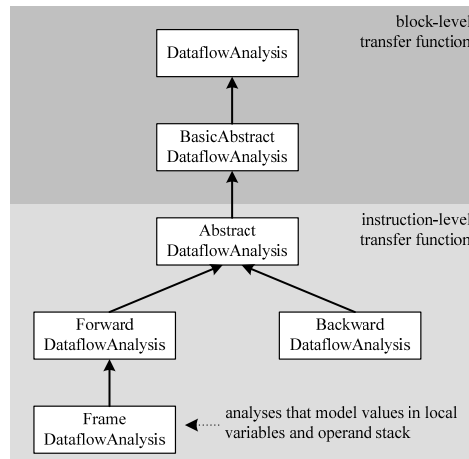 block-level
transfer function
DataflowAnalysis
BasicAbstract
DataflowAnalysis
instruction-level
transfer function
Abstract
DataflowAnalysis
Forward
DataflowAnalysis
Backward
DataflowAnalysis
Frame
DataflowAnalysis
analyses that model values in local
variables and operand stack